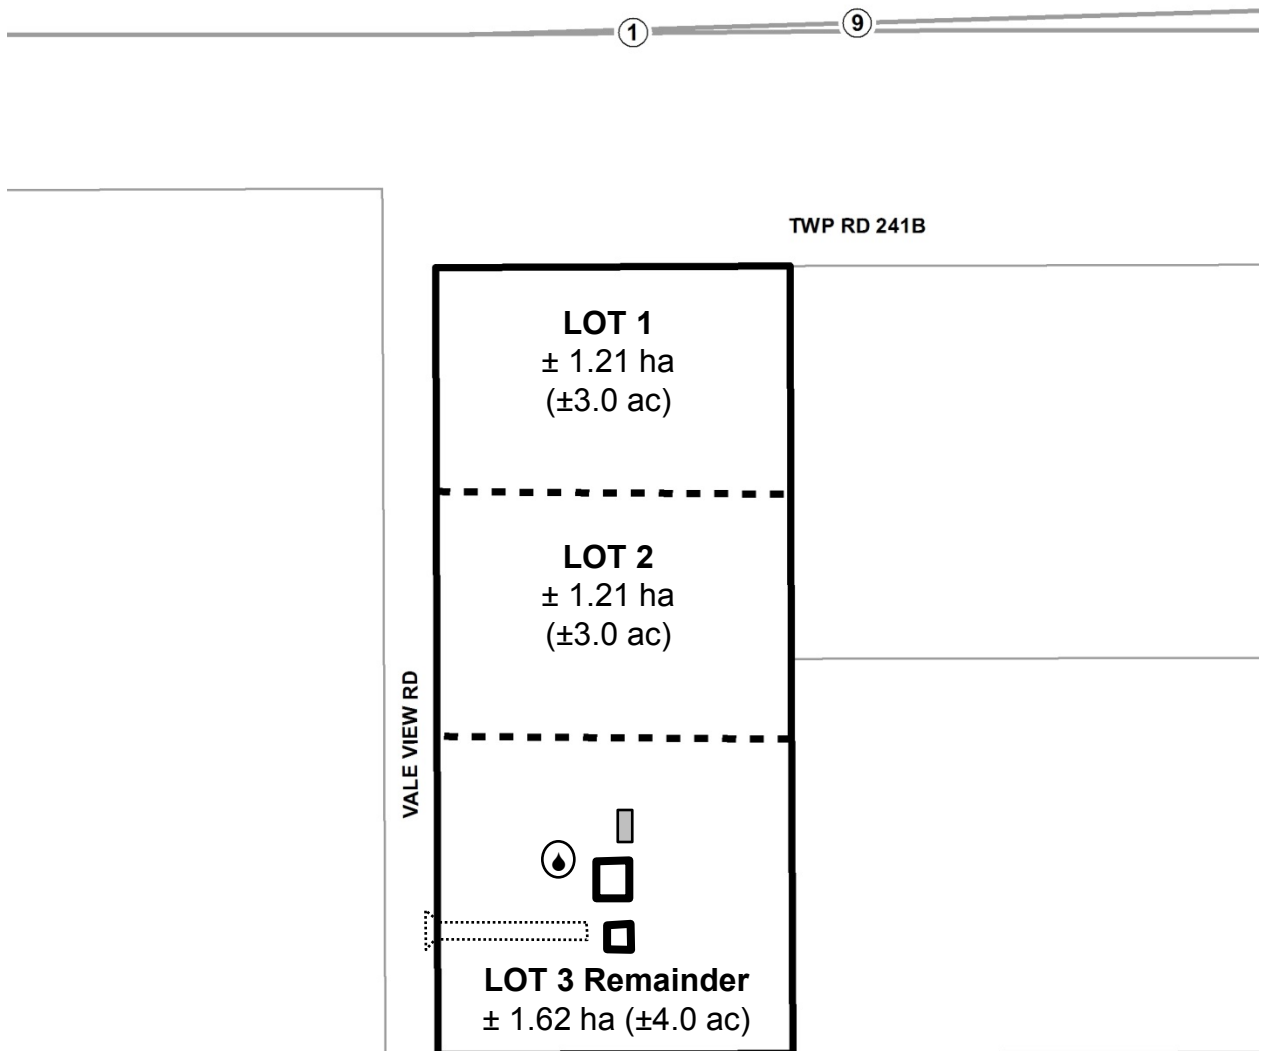 1
9
TWP RD 241B
LOT 1
± 1.21 ha
(±3.0 ac)
LOT 2
± 1.21 ha
(±3.0 ac)
VALE VIEW RD
LOT 3 Remainder
± 1.62 ha (±4.0 ac)